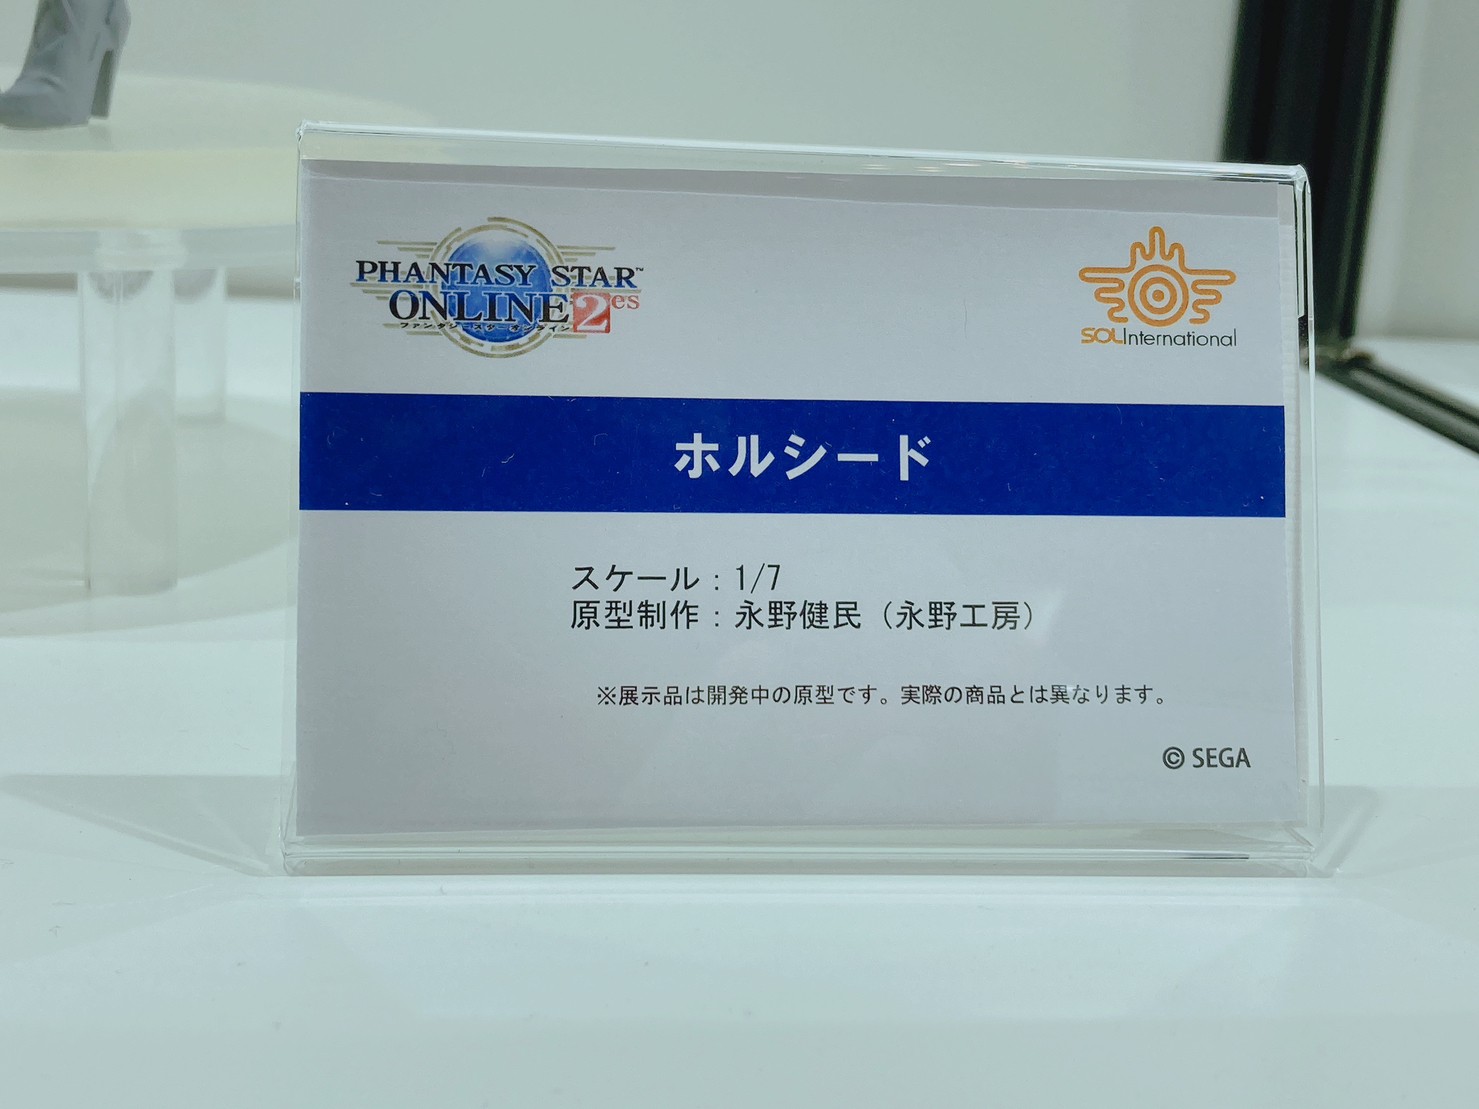 PHANTASY STAR™
ONLINE 2 es
ファンタシースターオンライン
SOL International
ホルシード
スケール：1/7
原型制作：永野健民（永野工房）
※展示品は開発中の原型です。実際の商品とは異なります。
© SEGA